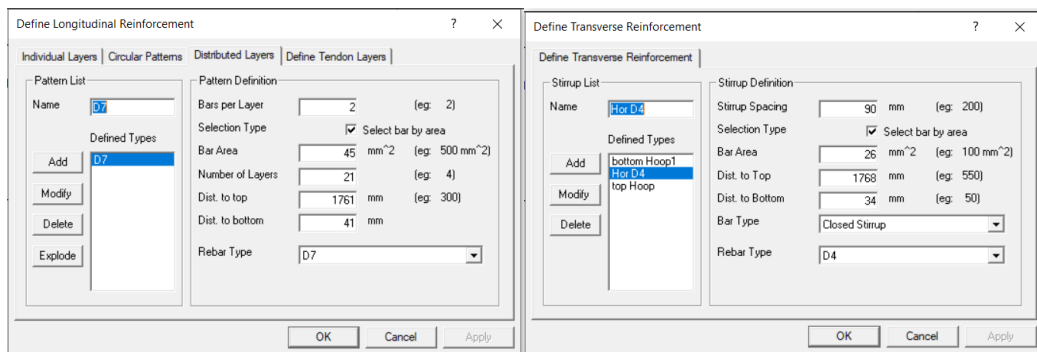 Define Longitudinal Reinforcement
Individual Layers Circular Patterns Distributed Layers Define Tendon Layers
Pattern List
Name D7
Defined Types
D7
Add
Modify
Delete
Explode
Pattern Definition
Bars per Layer 2 (eg: 2)
Selection Type Select bar by area
Bar Area 45 mm^2 (eg: 500 mm^2)
Number of Layers 21 (eg: 4)
Dist. to top 1761 mm (eg: 300)
Dist. to bottom 41 mm
Rebar Type D7
OK Cancel Apply
Define Transverse Reinforcement
Define Transverse Reinforcement
Stirrup List
Name Hor D4
Defined Types
bottom Hoop1
Hor D4
top Hoop
Add
Modify
Delete
Stirrup Definition
Stirrup Spacing 90 mm (eg: 200)
Selection Type Select bar by area
Bar Area 26 mm^2 (eg: 100 mm^2)
Dist. to Top 1768 mm (eg: 550)
Dist. to Bottom 34 mm (eg: 50)
Bar Type Closed Stirrup
Rebar Type D4
OK Cancel Apply